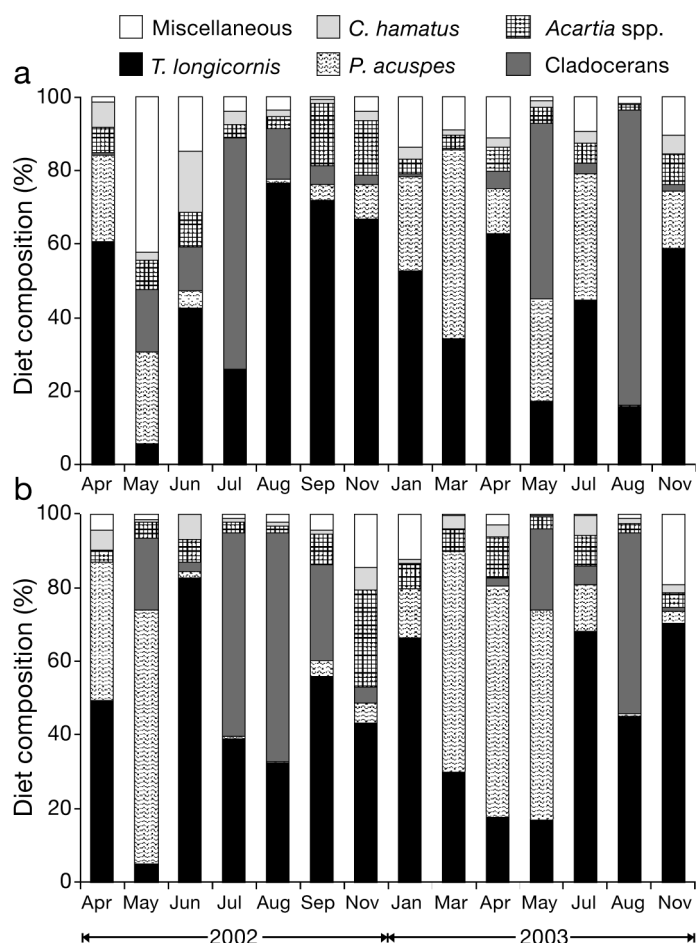 Miscellaneous C. hamatus Acartia spp.
T. longicornis P. acuspes Cladocerans
a
100
80
60
40
20
0
Diet composition (%)
Apr May Jun Jul Aug Sep Nov Jan Mar Apr May Jul Aug Nov
b
100
80
60
40
20
0
Diet composition (%)
Apr May Jun Jul Aug Sep Nov Jan Mar Apr May Jul Aug Nov
2002 2003